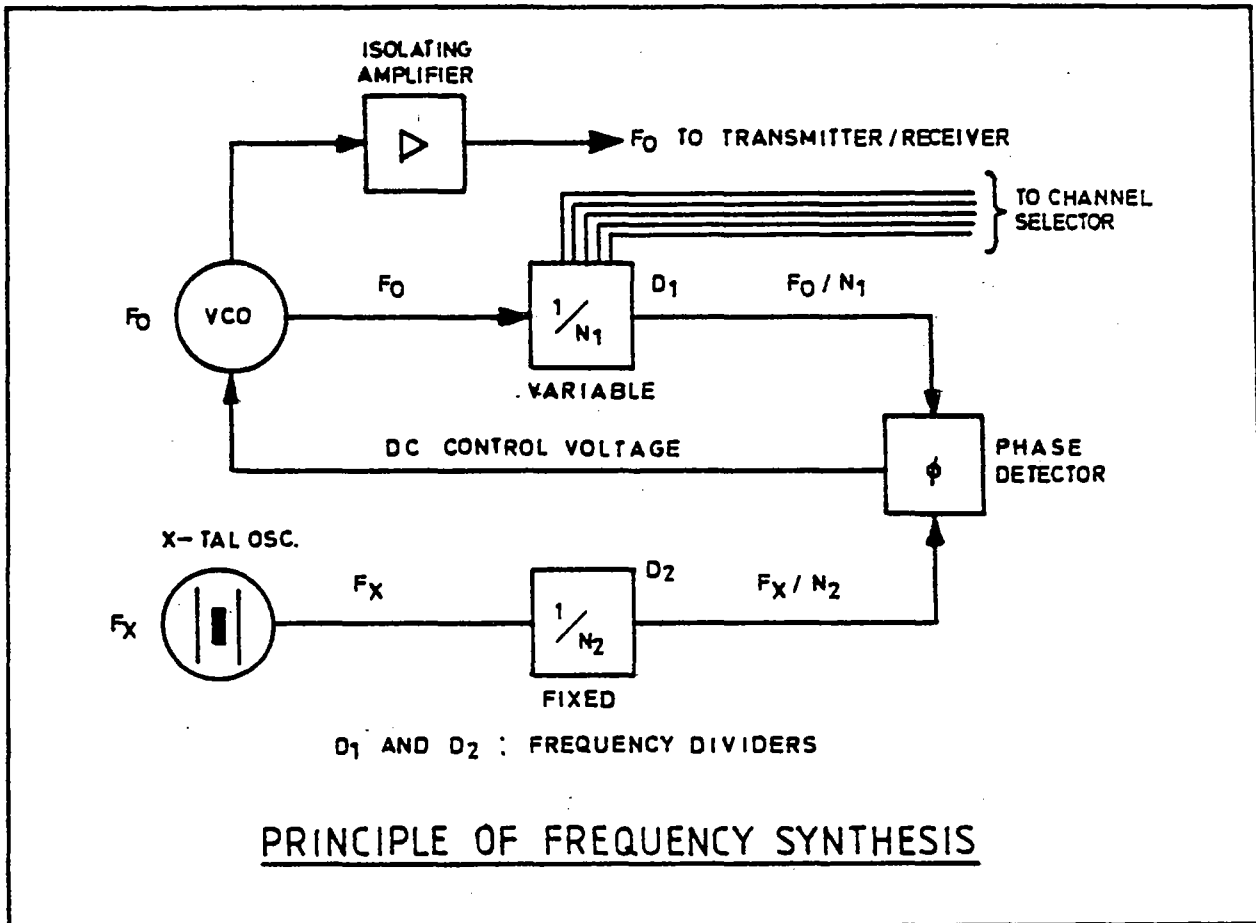 ISOLATING
AMPLIFIER
▷
F₀ TO TRANSMITTER/RECEIVER
TO CHANNEL
SELECTOR
F₀
VCO
F₀
1/N₁
D₁
F₀/N₁
VARIABLE
DC CONTROL VOLTAGE
ϕ
PHASE
DETECTOR
X-TAL OSC.
Fₓ
Fₓ
1/N₂
D₂
Fₓ/N₂
FIXED
D₁ AND D₂ : FREQUENCY DIVIDERS
PRINCIPLE OF FREQUENCY SYNTHESIS